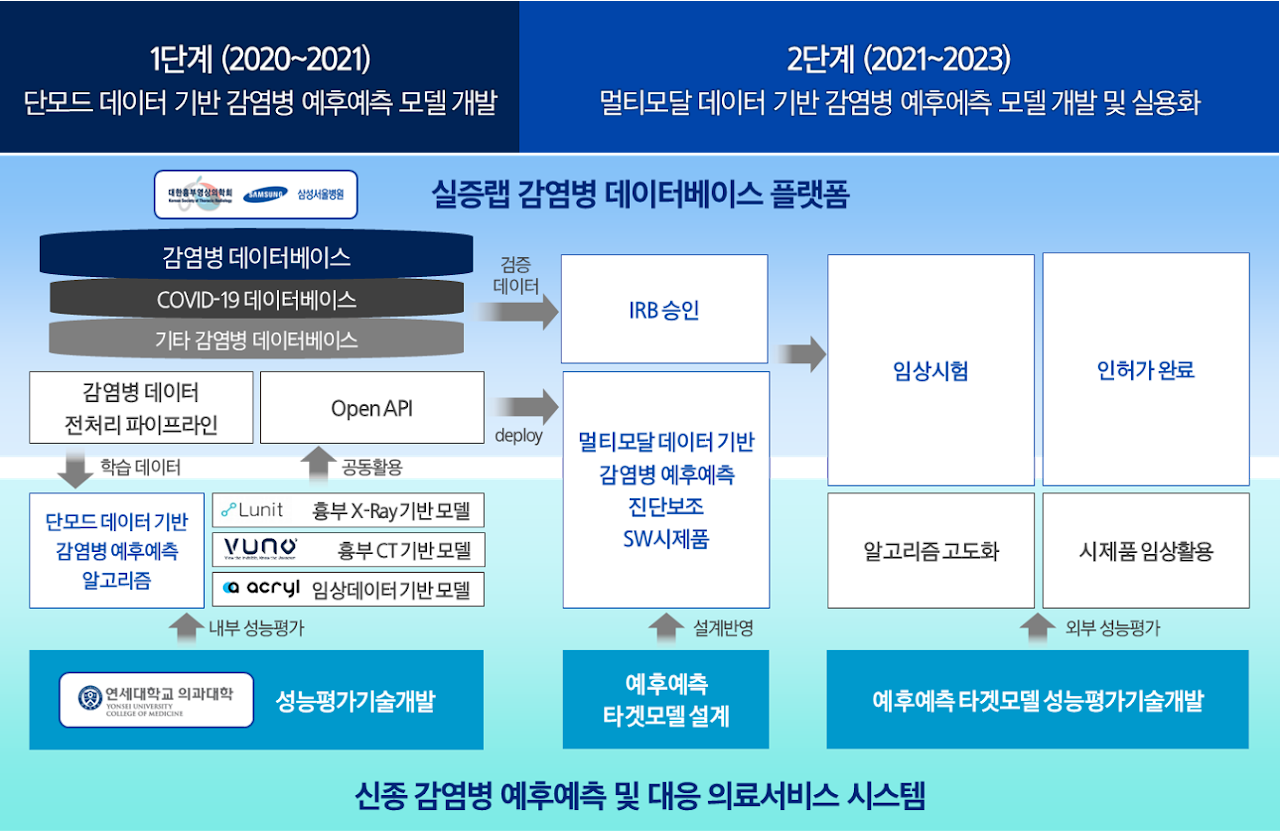 1단계 (2020~2021)
단모드 데이터 기반 감염병 예후예측 모델 개발
2단계 (2021~2023)
멀티모달 데이터 기반 감염병 예후에측 모델 개발 및 실용화
대한흉부영상의학회
Korean Society of Thoracic Radiology
SAMSUNG
삼성서울병원
실증랩 감염병 데이터베이스 플랫폼
감염병 데이터베이스
COVID-19 데이터베이스
기타 감염병 데이터베이스
검증
데이터
IRB 승인
임상시험
인허가 완료
감염병 데이터
전처리 파이프라인
Open API
deploy
멀티모달 데이터 기반
감염병 예후예측
진단보조
SW시제품
학습 데이터
공동활용
단모드 데이터 기반
감염병 예후예측
알고리즘
Lunit 흉부 X-Ray 기반 모델
VUNO 흉부 CT 기반 모델
acryl 임상데이터 기반 모델
알고리즘 고도화
시제품 임상활용
내부 성능평가
설계반영
외부 성능평가
연세대학교 의과대학
YONSEI UNIVERSITY
COLLEGE OF MEDICINE
성능평가기술개발
예후예측
타겟모델 설계
예후예측 타겟모델 성능평가기술개발
신종 감염병 예후예측 및 대응 의료서비스 시스템